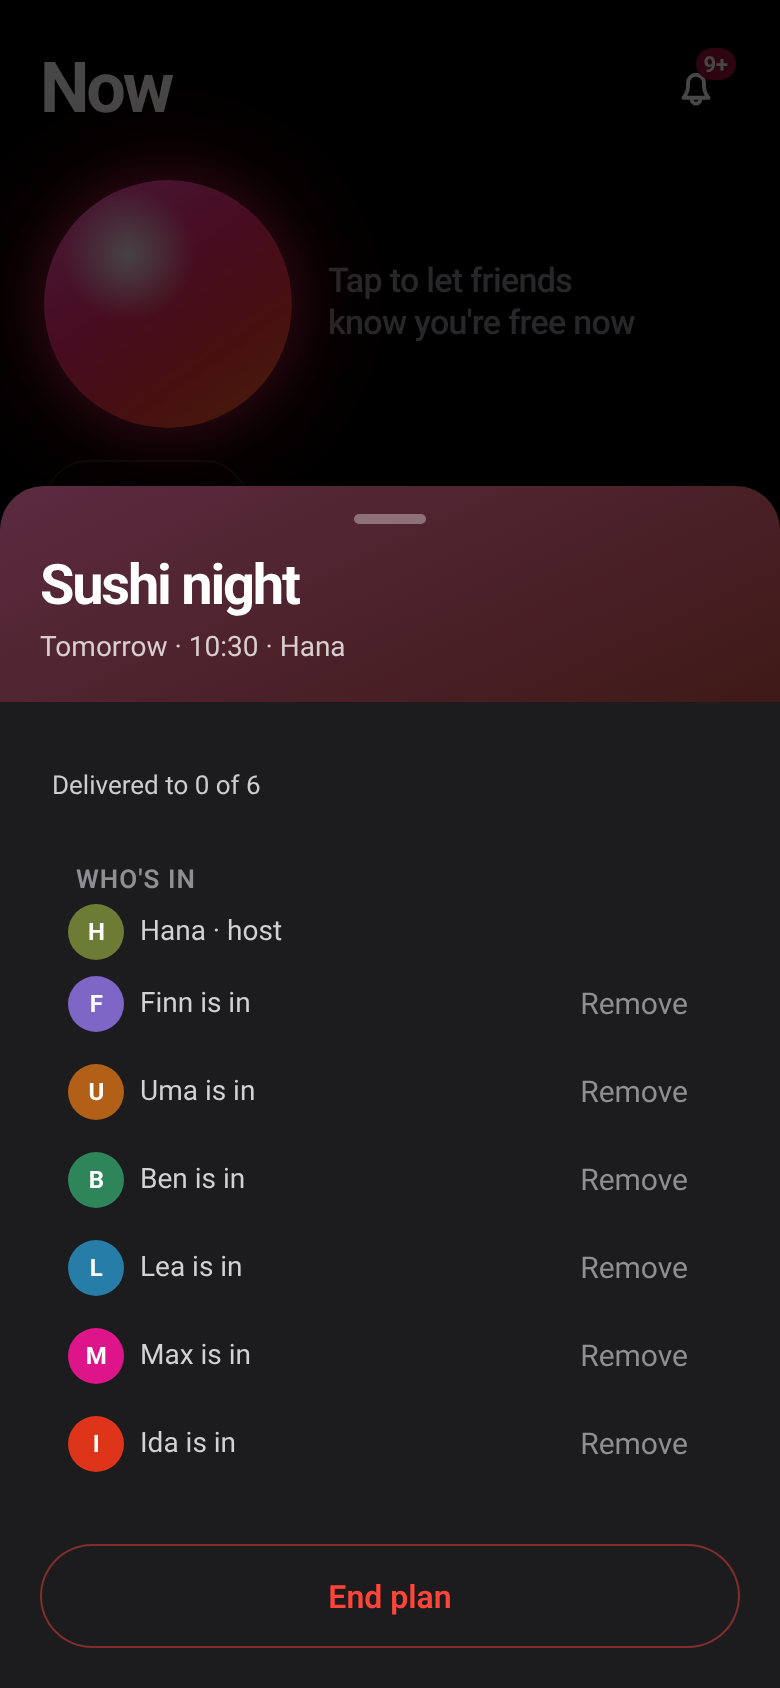 Now
9+
Tap to let friends
know you're free now
Sushi night
Tomorrow · 10:30 · Hana
Delivered to 0 of 6
WHO'S IN
H Hana · host
F Finn is in Remove
U Uma is in Remove
B Ben is in Remove
L Lea is in Remove
M Max is in Remove
I Ida is in Remove
End plan